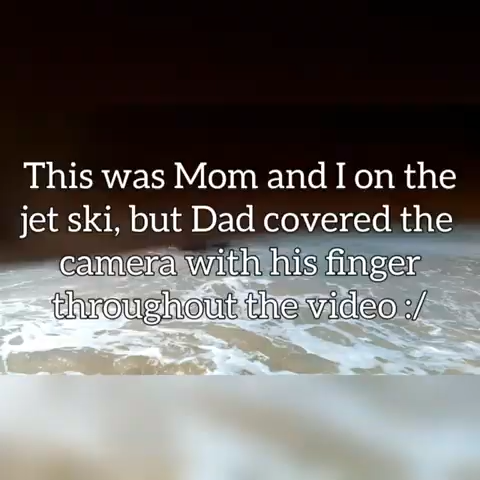 This was Mom and I on the
jet ski, but Dad covered the
camera with his finger
throughout the video :/